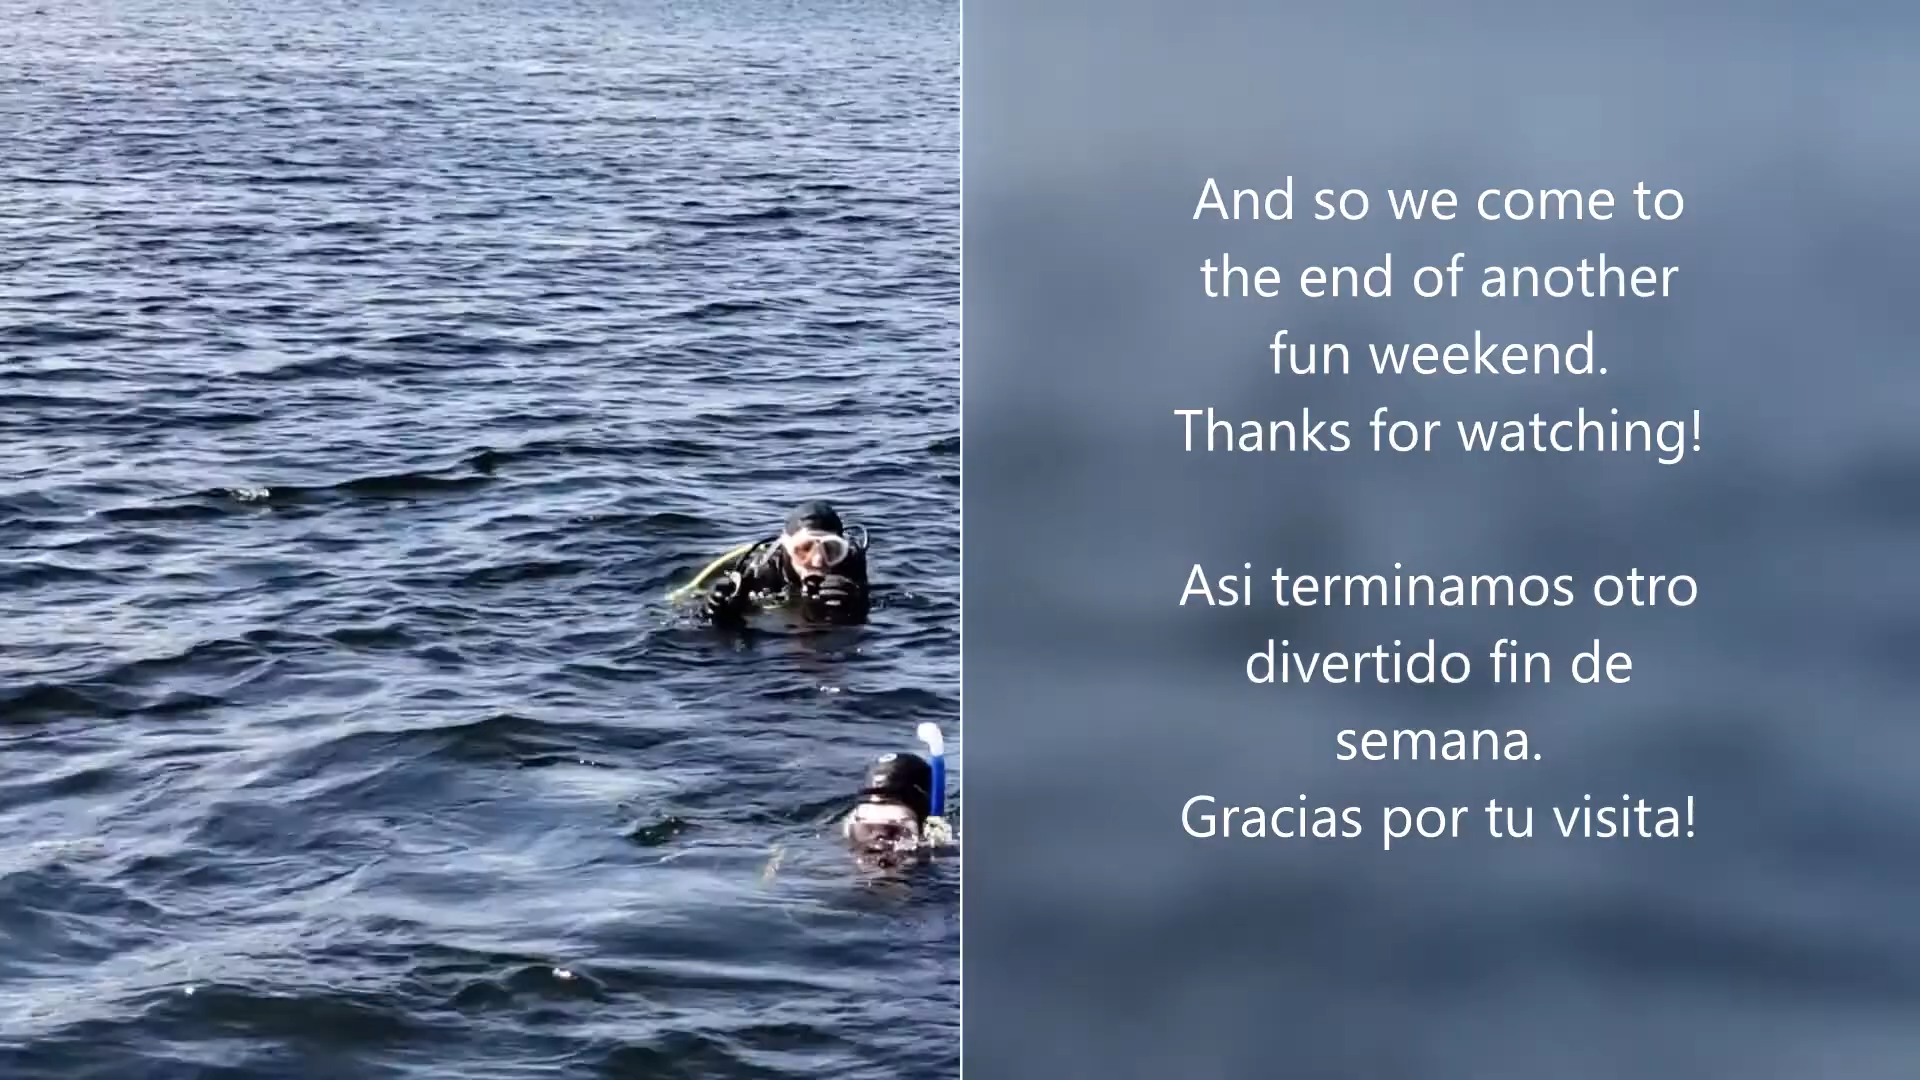 And so we come to
the end of another
fun weekend.
Thanks for watching!
Asi terminamos otro
divertido fin de
semana.
Gracias por tu visita!